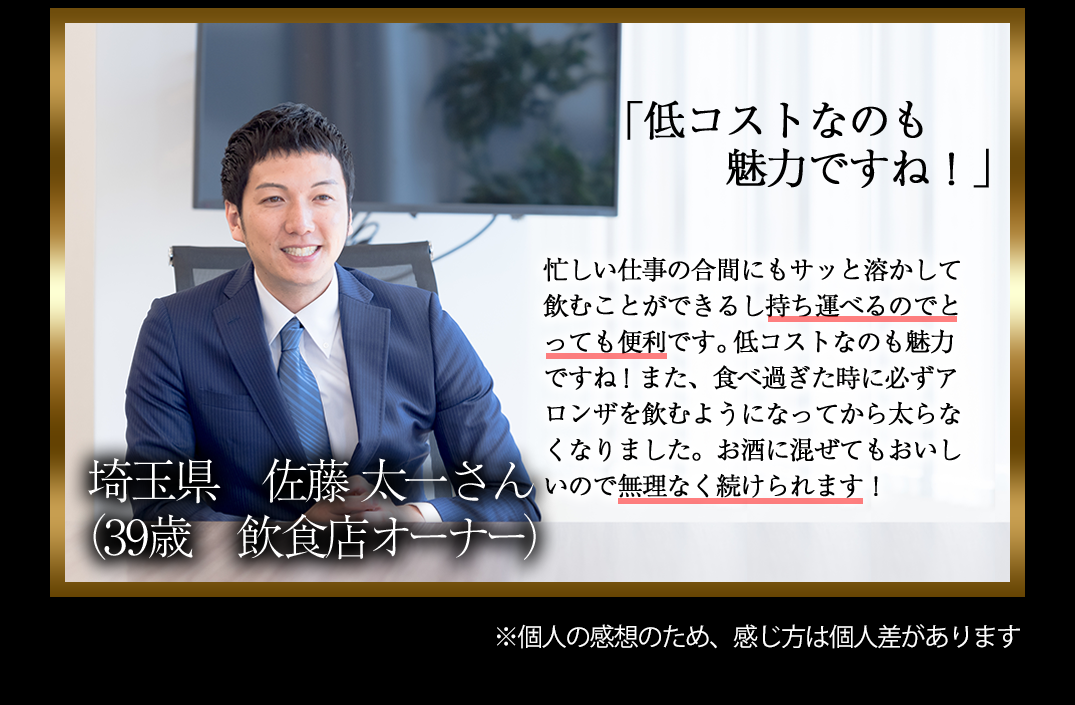 「低コストなのも
魅力ですね！」
忙しい仕事の合間にもサッと溶かして
飲むことができるし持ち運べるのでと
っても便利です。低コストなのも魅力
ですね！また、食べ過ぎた時に必ずア
ロンザを飲むようになってから太らな
くなりました。お酒に混ぜてもおいし
いので無理なく続けられます！
埼玉県　佐藤 太一さん
（39歳　飲食店オーナー）
※個人の感想のため、感じ方は個人差があります